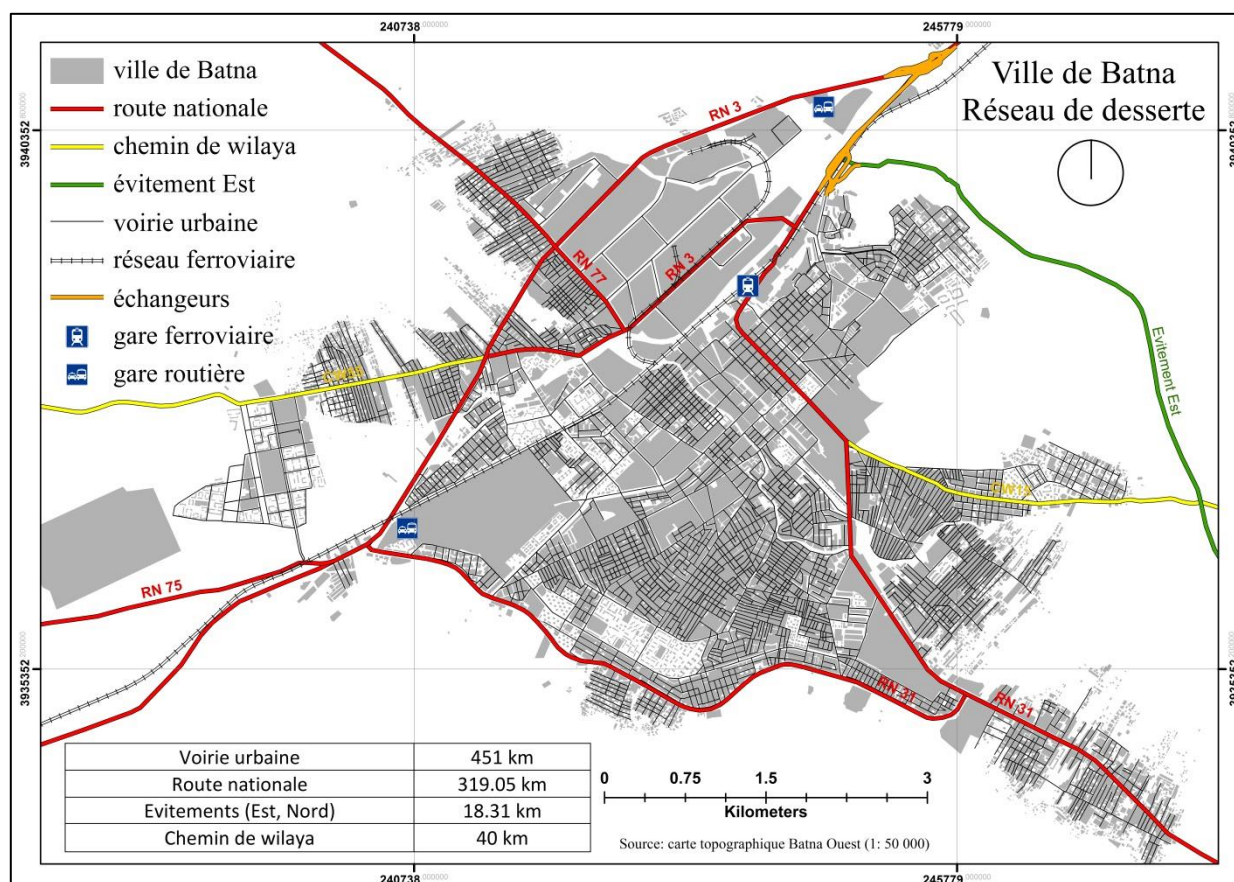 240738,000000
245779,000000
ville de Batna
route nationale
chemin de wilaya
évitement Est
voirie urbaine
réseau ferroviaire
échangeurs
gare ferroviaire
gare routière
Ville de Batna
Réseau de desserte
3940352
RN 3
RN 77
RN 3
Evitement Est
RN 75
RN 31
RN 31
3935352
Voirie urbaine 451 km
Route nationale 319.05 km
Evitements (Est, Nord) 18.31 km
Chemin de wilaya 40 km
0 0.75 1.5 3
Kilometers
Source: carte topographique Batna Ouest (1: 50 000)
240738,000000
245779,000000